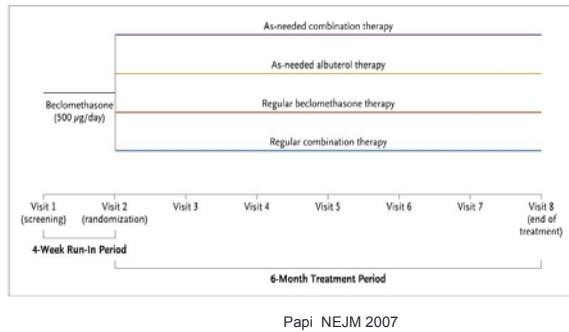 As-needed combination therapy
As-needed albuterol therapy
Beclomethasone
(500 µg/day)
Regular beclomethasone therapy
Regular combination therapy
Visit 1
(screening)
Visit 2
(randomization)
Visit 3
Visit 4
Visit 5
Visit 6
Visit 7
Visit 8
(end of
treatment)
4-Week Run-In Period
6-Month Treatment Period
Papi NEJM 2007